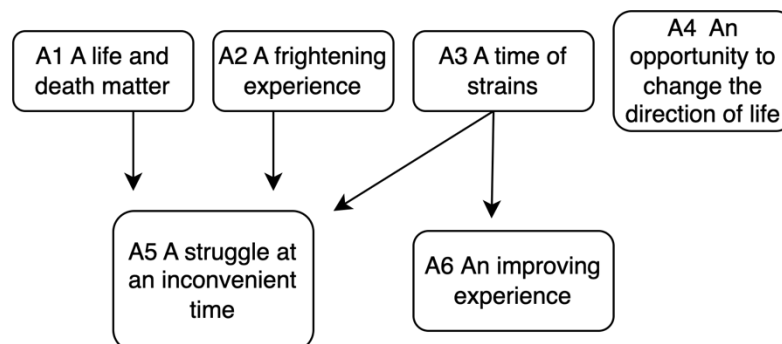 A1 A life and
death matter
A2 A frightening
experience
A3 A time of
strains
A4 An
opportunity to
change the
direction of life
A5 A struggle at
an inconvenient
time
A6 An improving
experience